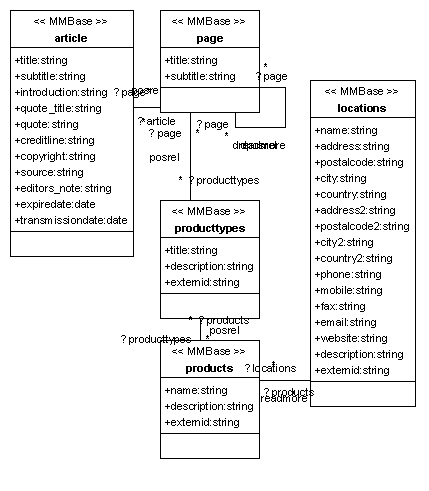 << MMBase >>
article
+title:string
+subtitle:string
+introduction:string
+quote_title:string
+quote:string
+creditline:string
+copyright:string
+source:string
+editors_note:string
+expiredate:date
+transmissiondate:date
<< MMBase >>
page
+title:string
+subtitle:string
*
?page
?page
posrel
?article
*
?page
*
?page
posrel
*
posrel
readmore
* ?producttypes
<< MMBase >>
producttypes
+title:string
+description:string
+externid:string
* ?products
posrel
?producttypes *
<< MMBase >>
products
+name:string
+description:string
+externid:string
*
?locations
* ?products
readmore
<< MMBase >>
locations
+name:string
+address:string
+postalcode:string
+city:string
+country:string
+address2:string
+postalcode2:string
+city2:string
+country2:string
+phone:string
+mobile:string
+fax:string
+email:string
+website:string
+description:string
+externid:string